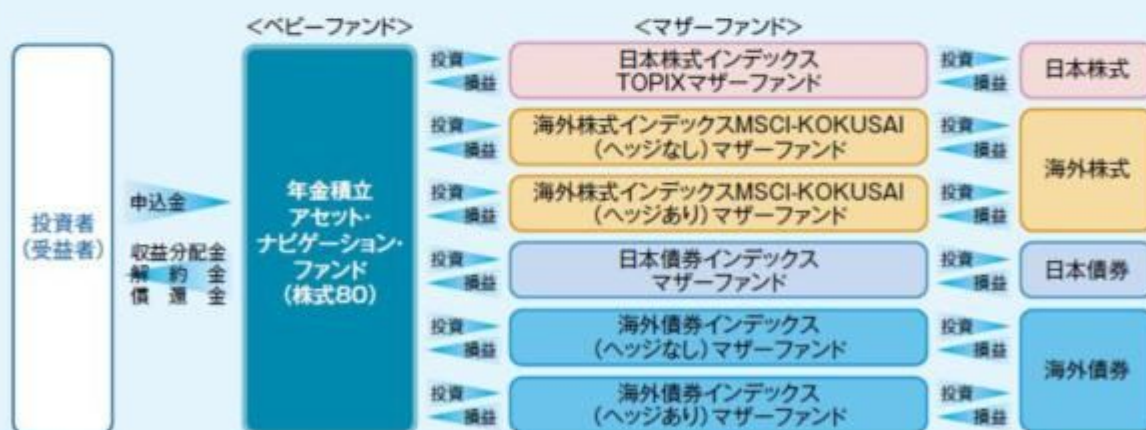 <ベビーファンド>
<マザーファンド>
投資者
(受益者)
申込金
収益分配金
解約金
償還金
年金積立
アセット・
ナビゲーション・
ファンド
(株式80)
投資
損益
日本株式インデックス
TOPIXマザーファンド
投資
損益
日本株式
投資
損益
海外株式インデックスMSCI-KOKUSAI
(ヘッジなし)マザーファンド
投資
損益
海外株式
投資
損益
海外株式インデックスMSCI-KOKUSAI
(ヘッジあり)マザーファンド
投資
損益
投資
損益
日本債券インデックス
マザーファンド
投資
損益
日本債券
投資
損益
海外債券インデックス
(ヘッジなし)マザーファンド
投資
損益
海外債券
投資
損益
海外債券インデックス
(ヘッジあり)マザーファンド
投資
損益